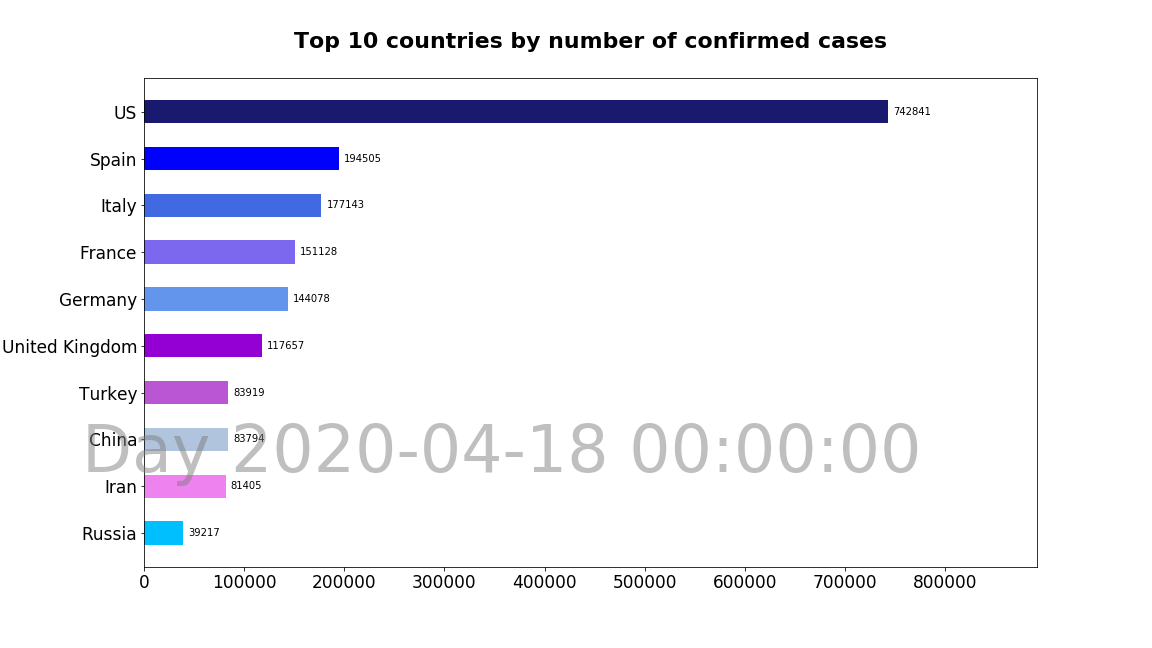 Top 10 countries by number of confirmed cases
US 742841
Spain 194505
Italy 177143
France 151128
Germany 144078
United Kingdom 117657
Turkey 83919
China 83794
Day 2020-04-18 00:00:00
Iran 81405
Russia 39217
0 100000 200000 300000 400000 500000 600000 700000 800000